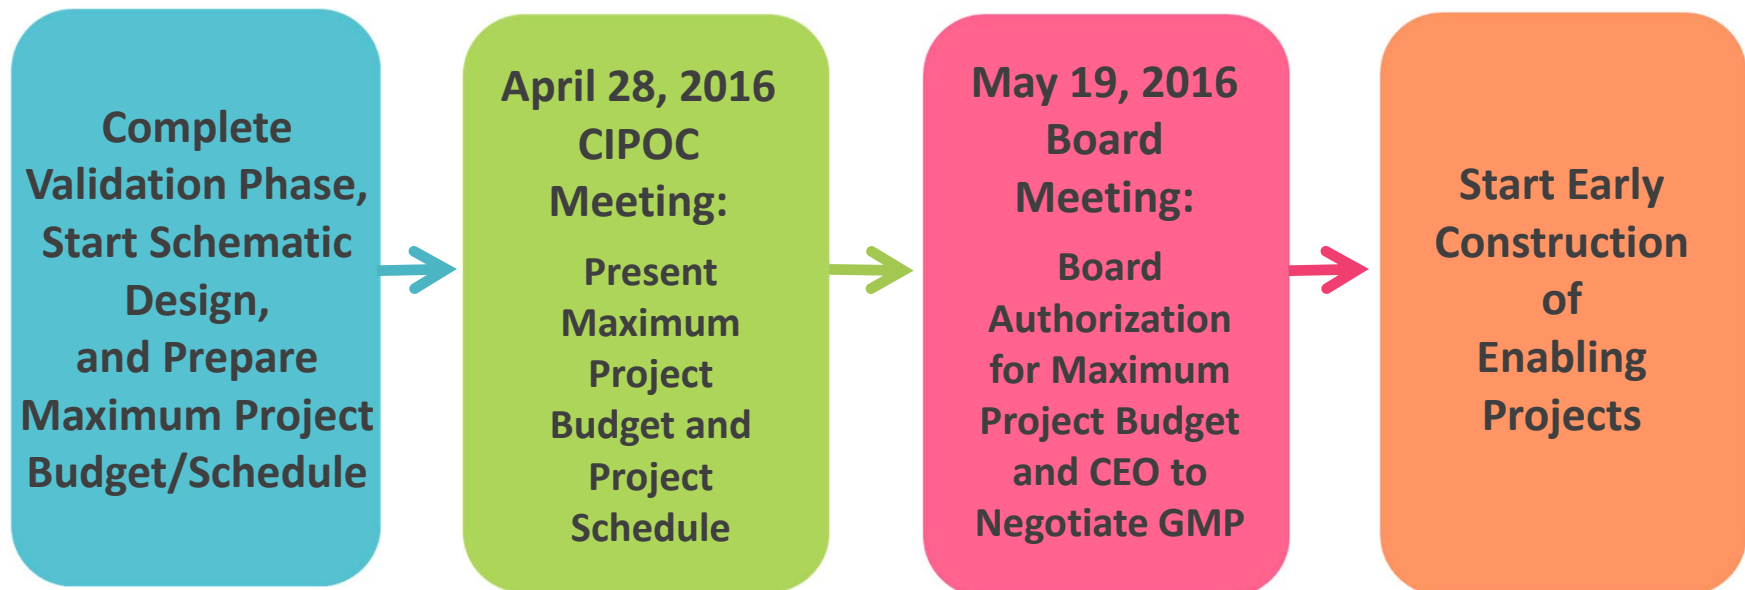 Complete
Validation Phase,
Start Schematic
Design,
and Prepare
Maximum Project
Budget/Schedule
April 28, 2016
CIPOC
Meeting:
Present
Maximum
Project
Budget and
Project
Schedule
May 19, 2016
Board
Meeting:
Board
Authorization
for Maximum
Project Budget
and CEO to
Negotiate GMP
Start Early
Construction
of
Enabling
Projects